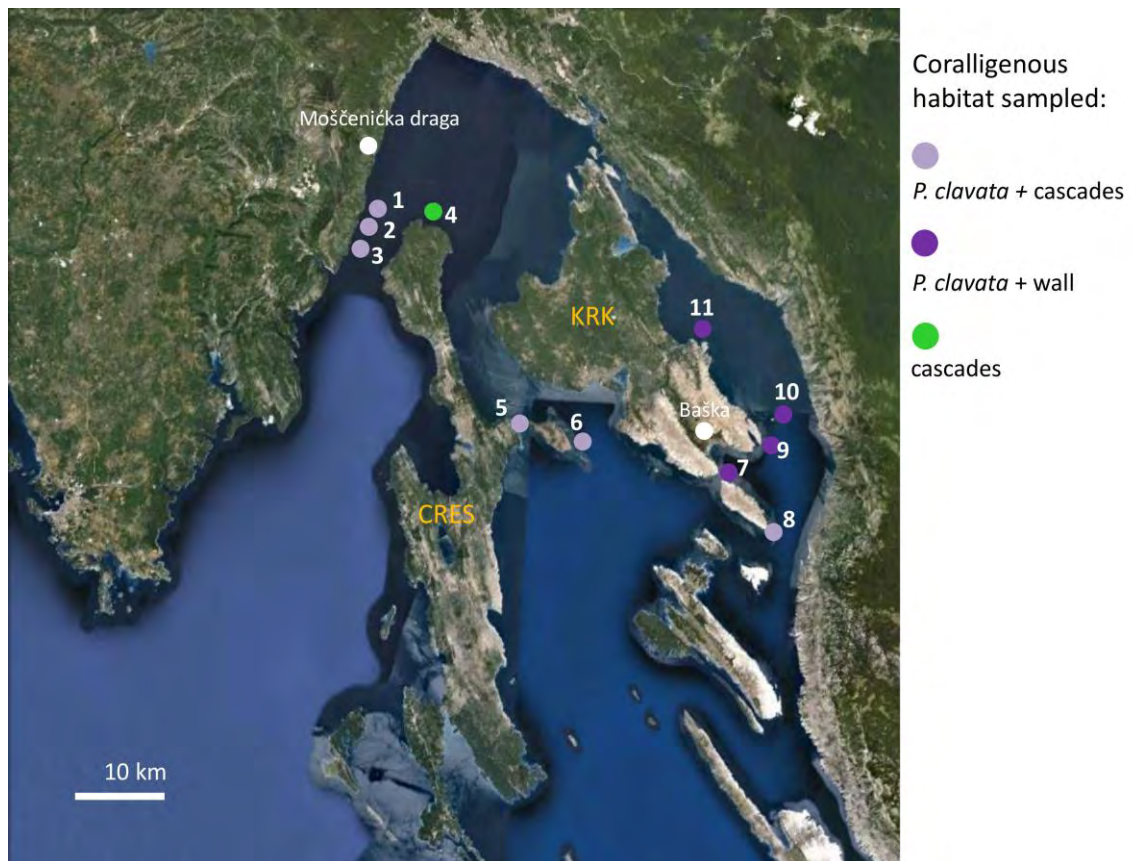 Coralligenous
habitat sampled:
P. clavata + cascades
P. clavata + wall
cascades
Moščenićka draga
1
2
3
4
KRK
11
5
6
Baška
10
9
7
8
CRES
10 km